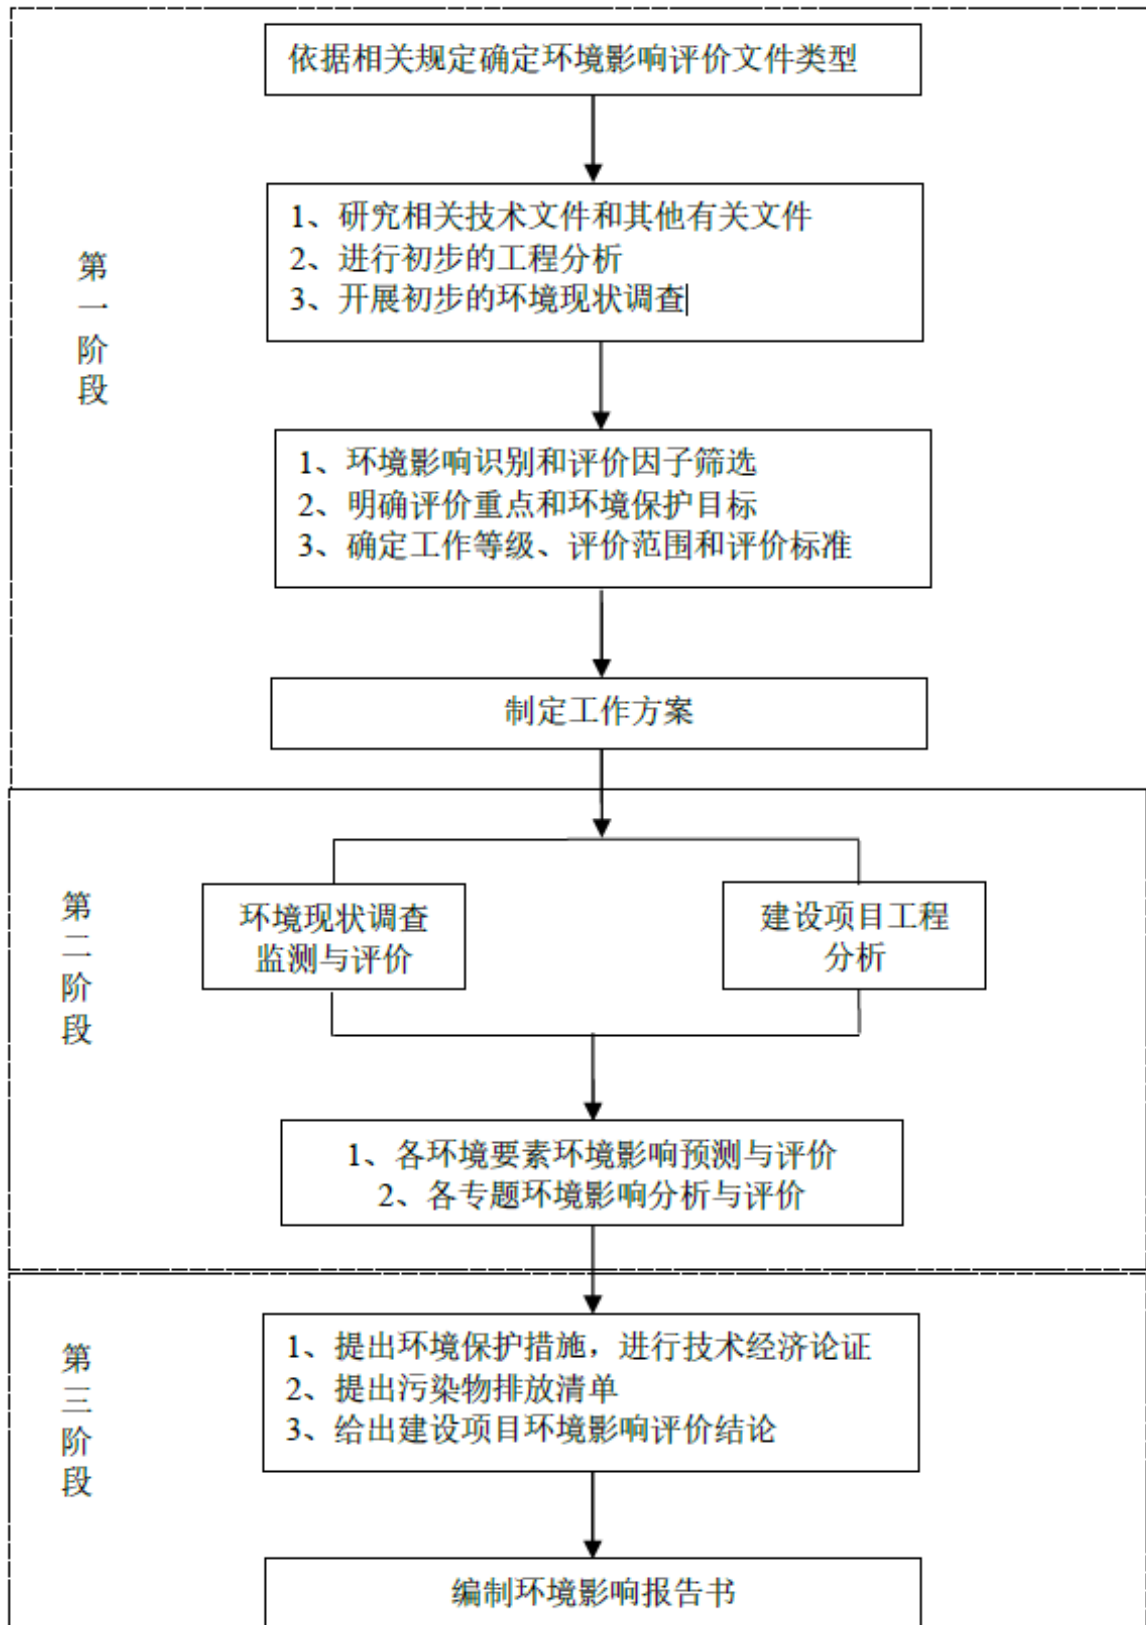 依据相关规定确定环境影响评价文件类型
第一阶段
1、研究相关技术文件和其他有关文件
2、进行初步的工程分析
3、开展初步的环境现状调查
1、环境影响识别和评价因子筛选
2、明确评价重点和环境保护目标
3、确定工作等级、评价范围和评价标准
制定工作方案
第二阶段
环境现状调查
监测与评价
建设项目工程
分析
1、各环境要素环境影响预测与评价
2、各专题环境影响分析与评价
第三阶段
1、提出环境保护措施，进行技术经济论证
2、提出污染物排放清单
3、给出建设项目环境影响评价结论
编制环境影响报告书